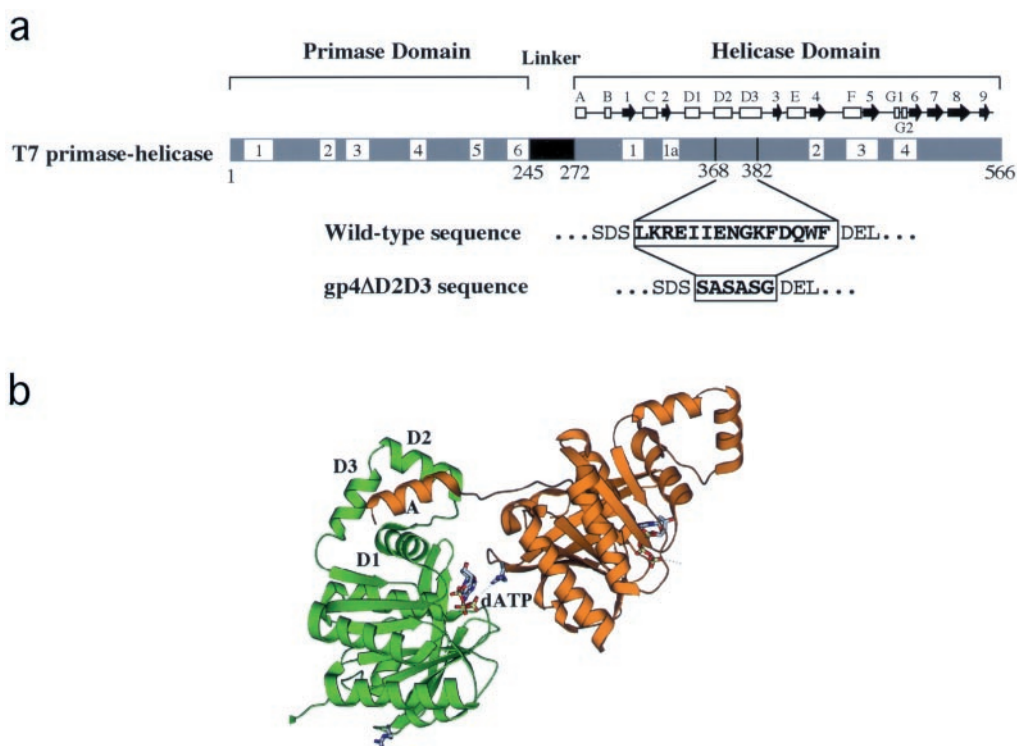 a
Primase Domain Linker Helicase Domain
A B 1 C 2 D1 D2 D3 3 E 4 F 5 G1 6 7 8 9
G2
T7 primase-helicase 1 2 3 4 5 6 1 1a 2 3 4
1 245 272 368 382 566
Wild-type sequence ...SDS LKREIIENGKFDQWF DEL...
gp4ΔD2D3 sequence ...SDS SASASG DEL...
b
D2
D3
A
D1
dATP